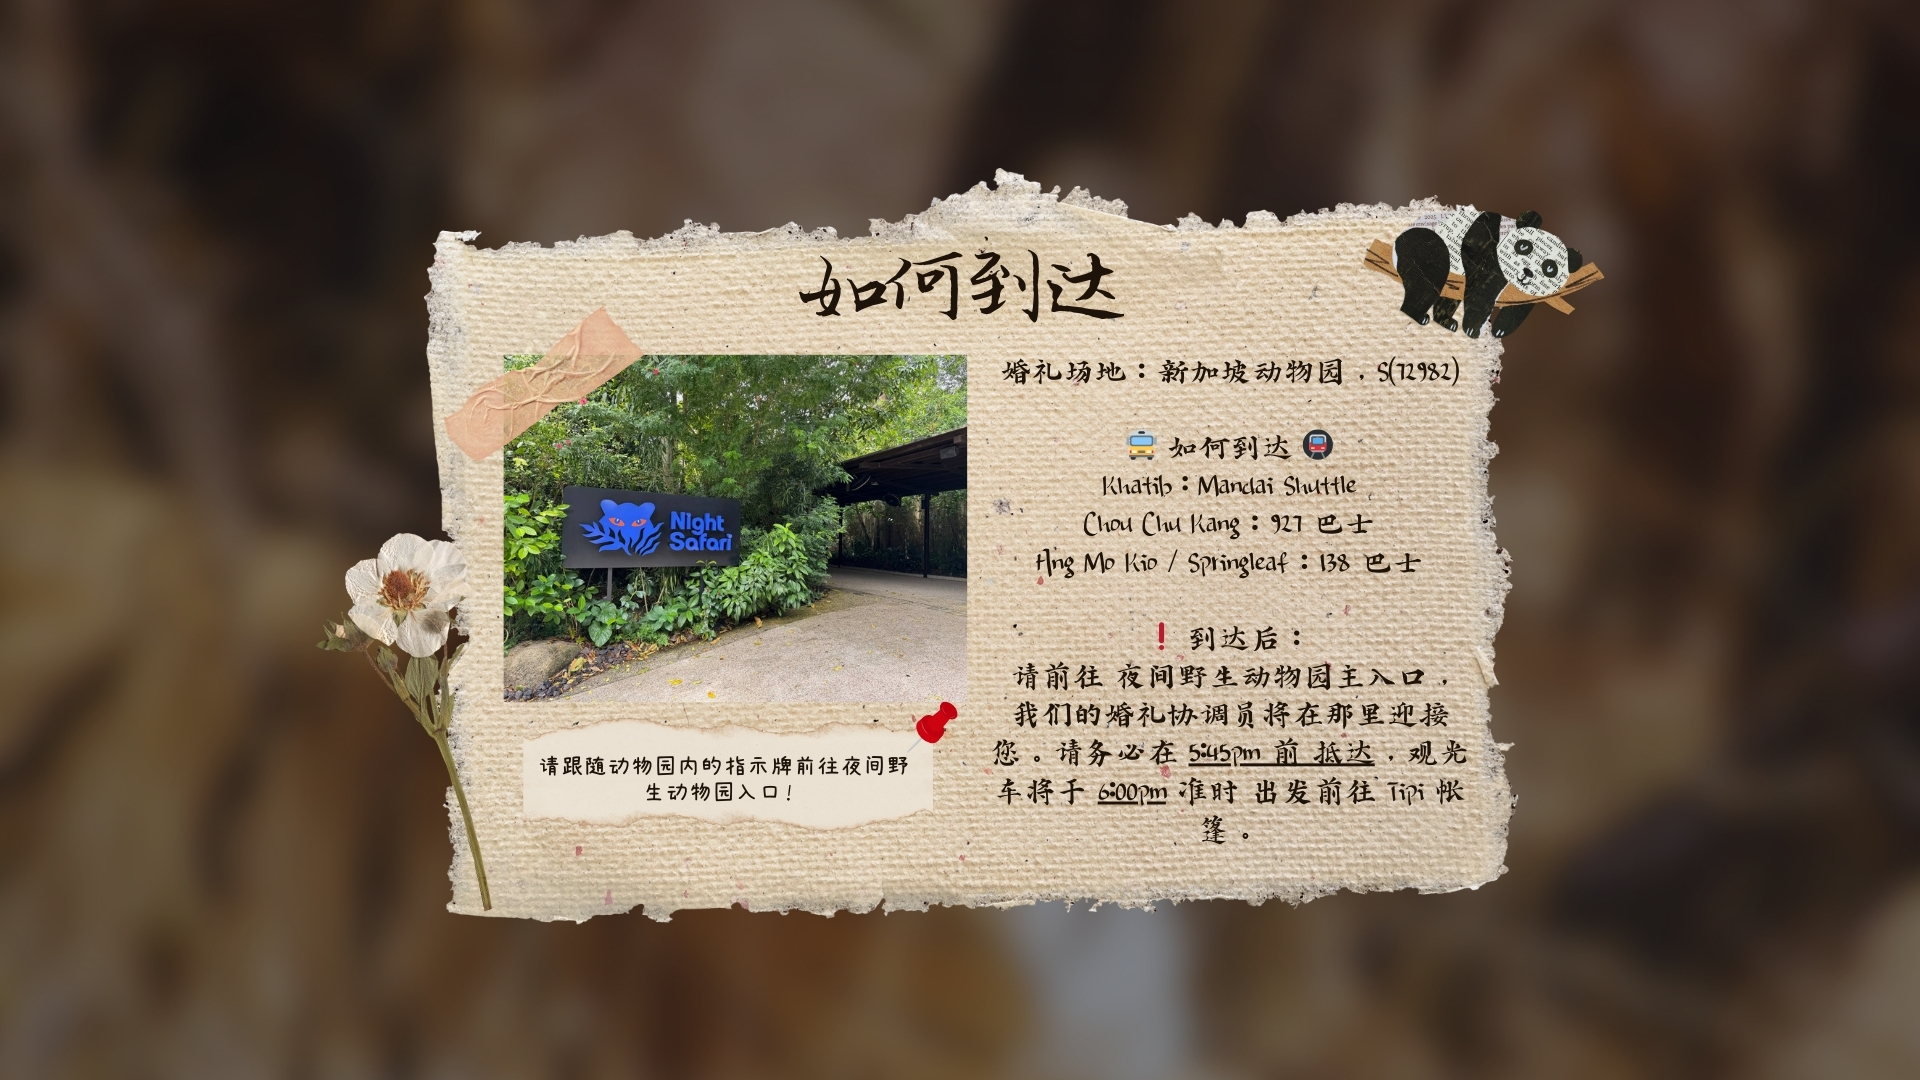 如何到达
Night
Safari
请跟随动物园内的指示牌前往夜间野
生动物园入口！
婚礼场地：新加坡动物园，S(72982)
如何到达
Khatib：Mandai Shuttle
Chou Chu Kang：927 巴士
Ang Mo Kio / Springleaf：138 巴士
到达后：
请前往 夜间野生动物园主入口，
我们的婚礼协调员将在那里迎接
您。请务必在 5:45pm 前 抵达，观光
车将于 6:00pm 准时 出发前往 Tipi 帐
篷。